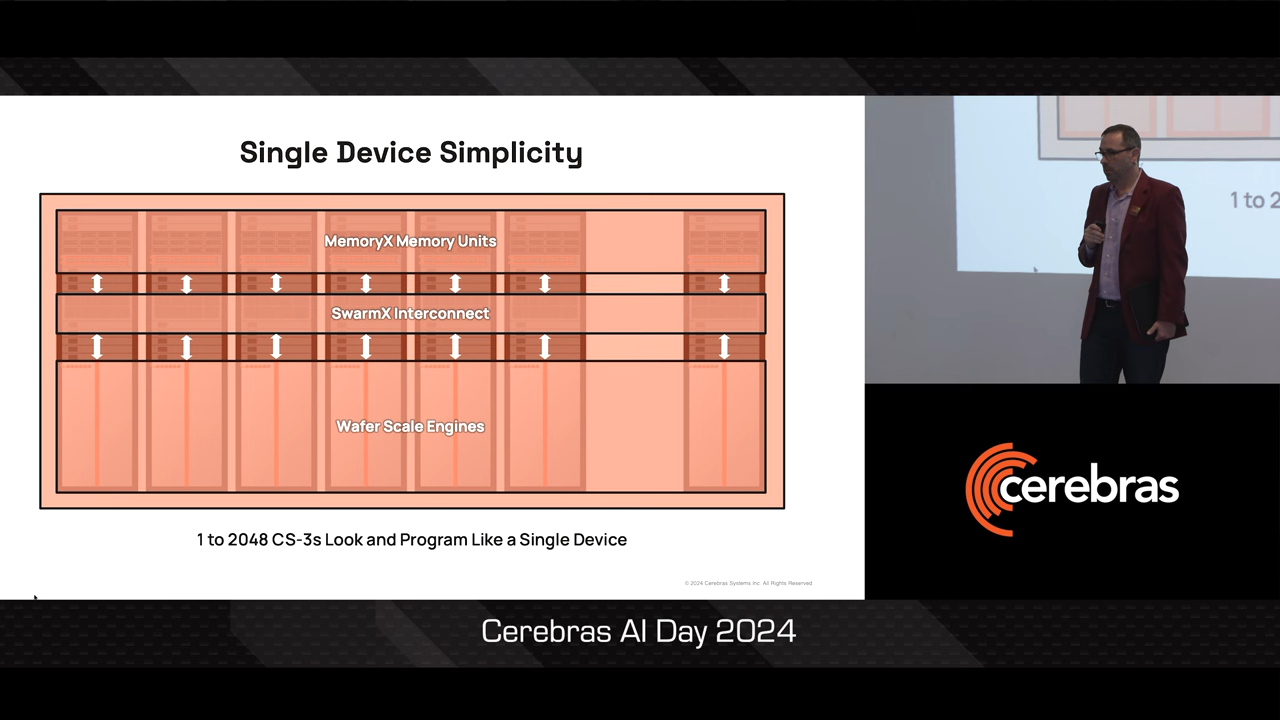 Single Device Simplicity
MemoryX Memory Units
SwarmX Interconnect
Wafer Scale Engines
1 to 2048 CS-3s Look and Program Like a Single Device
© 2024 Cerebras Systems Inc. All Rights Reserved
1 to 2
cerebras
Cerebras AI Day 2024